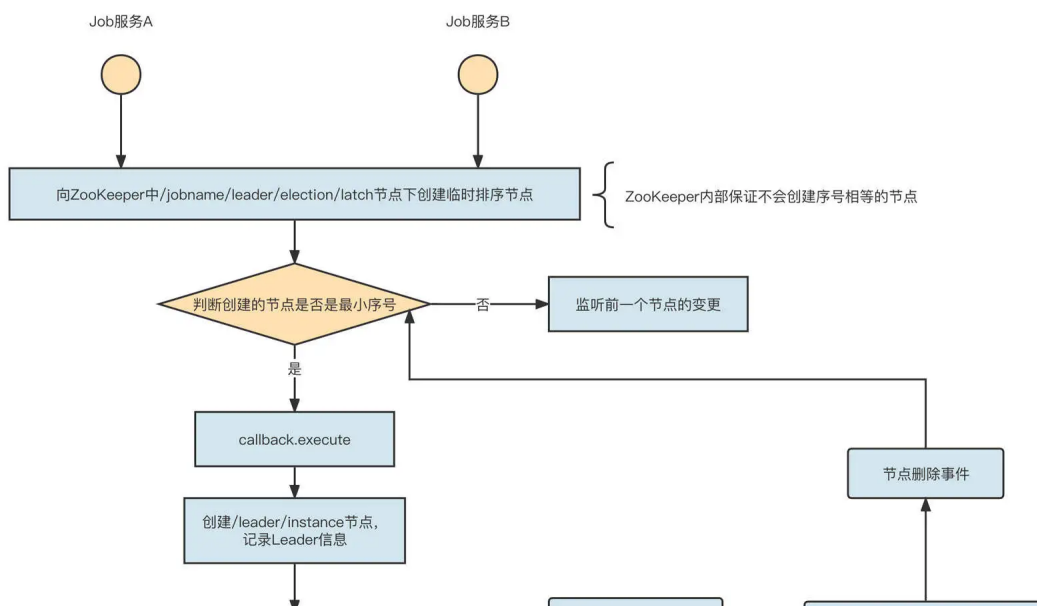 Job服务A
Job服务B
向ZooKeeper中/jobname/leader/election/latch节点下创建临时排序节点
ZooKeeper内部保证不会创建序号相等的节点
判断创建的节点是否是最小序号
否
监听前一个节点的变更
是
callback.execute
节点删除事件
创建/leader/instance节点，
记录Leader信息